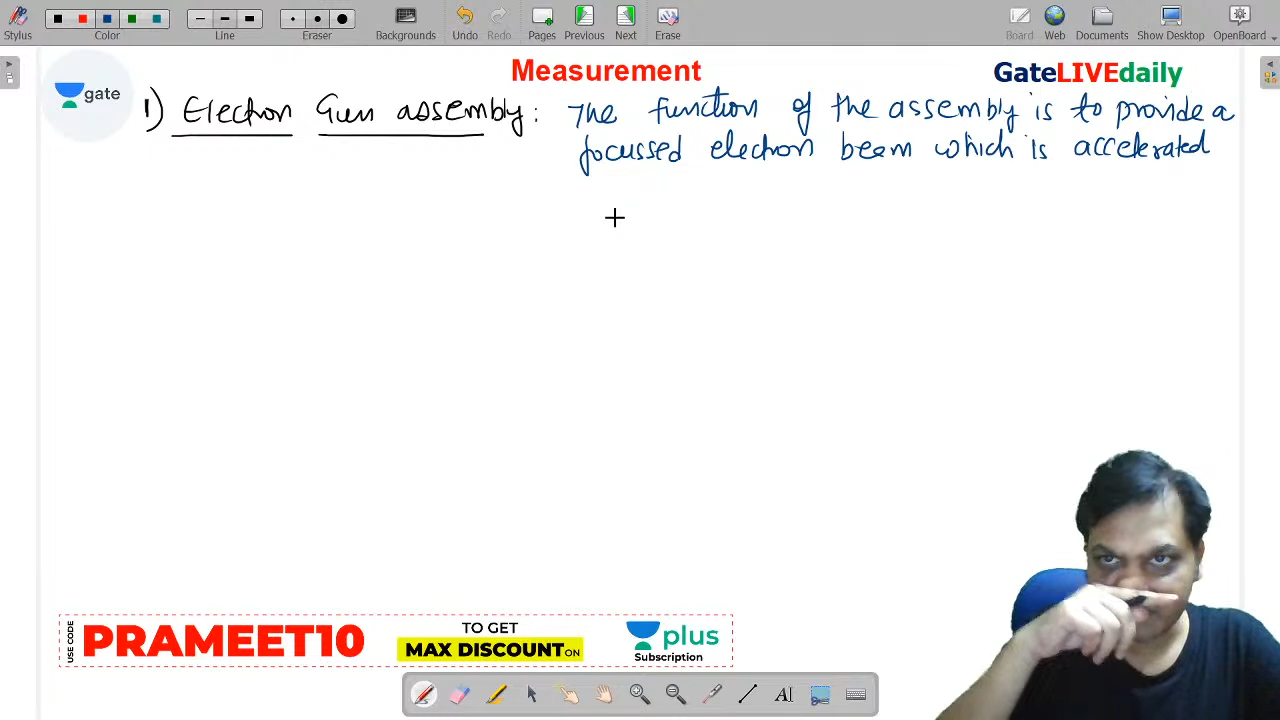 Stylus
Color
Line
Eraser
Backgrounds
Undo
Redo
Pages
Previous
Next
Erase
Board
Web
Documents
Show Desktop
OpenBoard
Measurement
GateLIVEdaily
gate
1) Electron Gun assembly: The function of the assembly is to provide a
focussed electron beam which is accelerated
USE CODE
PRAMEET10
TO GET
MAX DISCOUNT ON
plus
Subscription